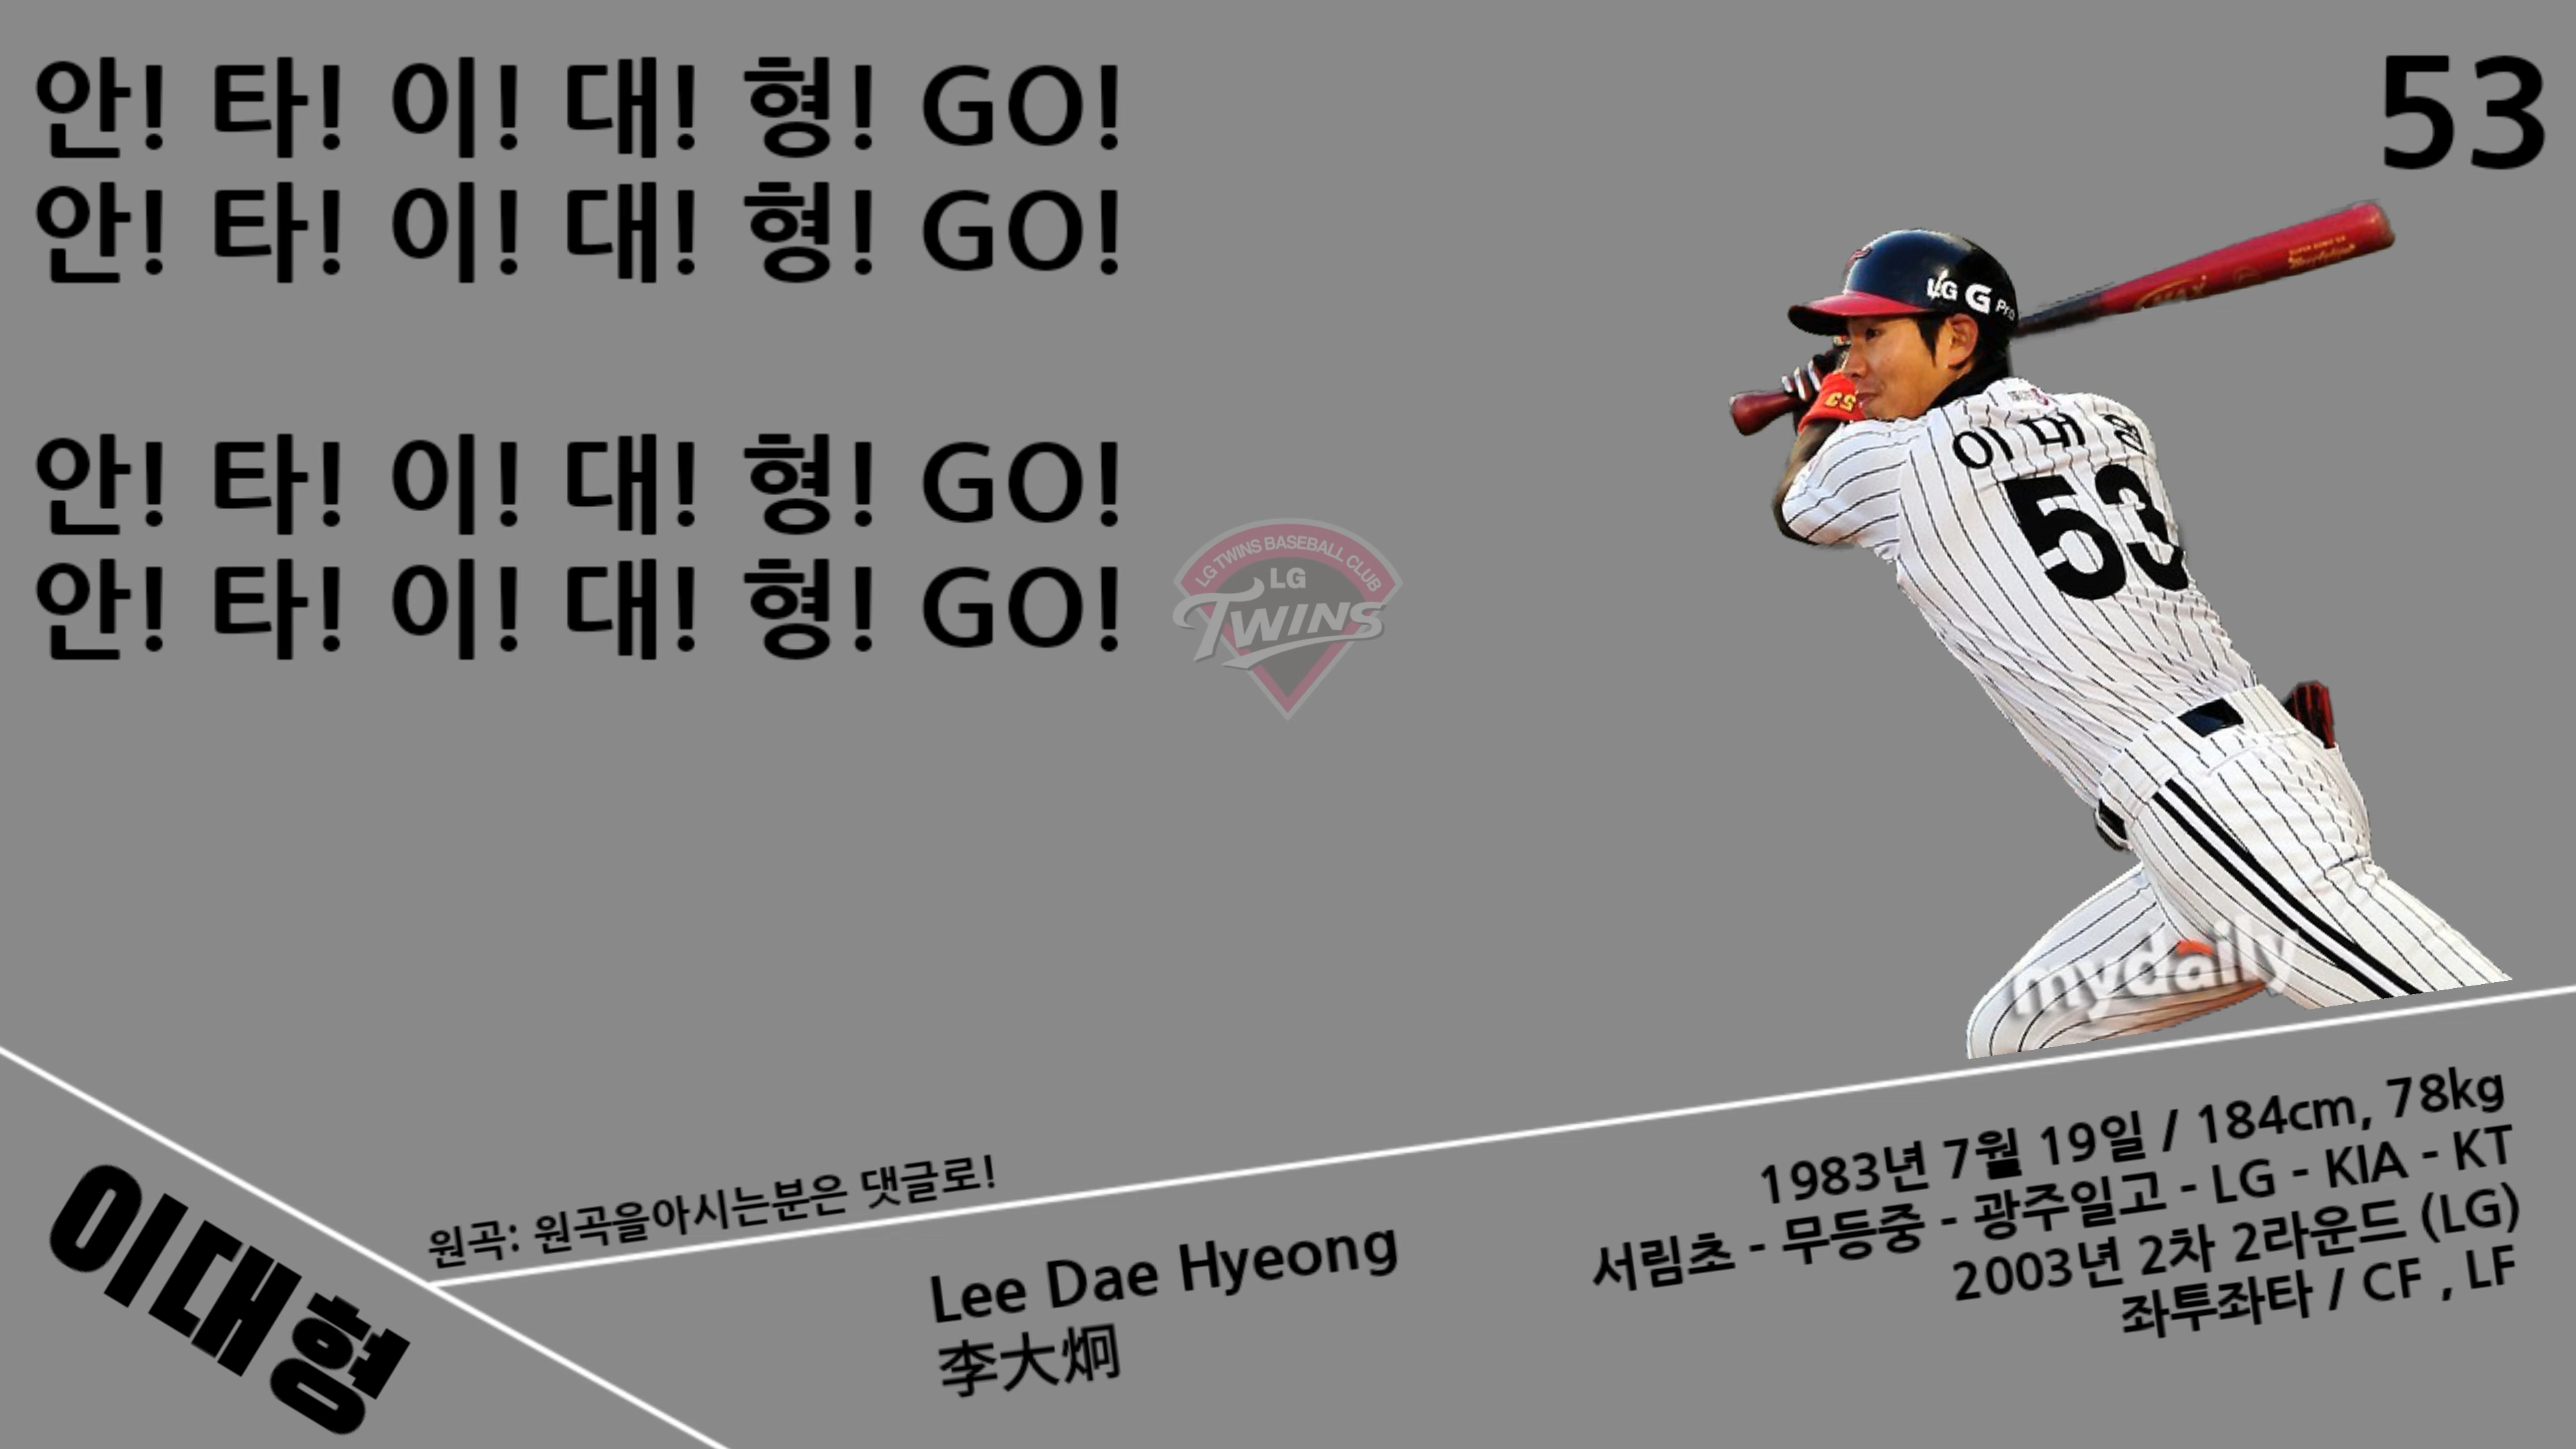 안! 타! 이! 대! 형! GO!
안! 타! 이! 대! 형! GO!
안! 타! 이! 대! 형! GO!
안! 타! 이! 대! 형! GO!
53
LG G Pro
53
이대형
53
LG TWINS BASEBALL CLUB
LG
TWINS
mydaily
이대형
원곡: 원곡을아시는분은 댓글로!
Lee Dae Hyeong
李大炯
1983년 7월 19일 / 184cm, 78kg
서림초 - 무등중 - 광주일고 - LG - KIA - KT
2003년 2차 2라운드 (LG)
좌투좌타 / CF , LF